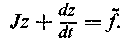 Jz + dz/dt = f̃.